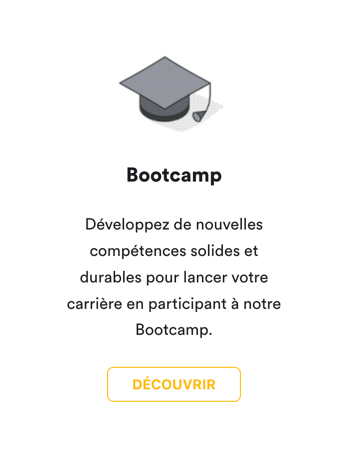 Bootcamp
Développez de nouvelles
compétences solides et
durables pour lancer votre
carrière en participant à notre
Bootcamp.
DÉCOUVRIR